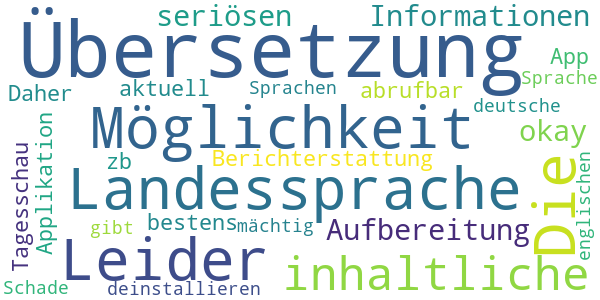 seriösen Informationen
Übersetzung
App
Daher aktuell Sprachen abrufbar Sprache
Möglichkeit deutsche
okay
zb Berichterstattung
Tagesschau
Applikation
Landessprache
Die
englischen
gibt bestens mächtig Aufbereitung
Leider inhaltliche
Schade deinstallieren